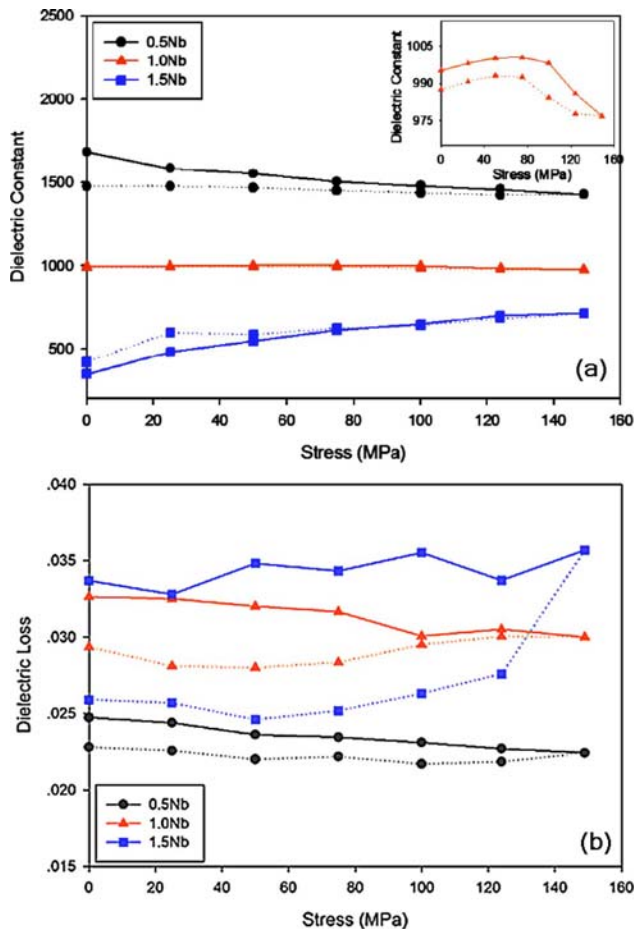 2500
2000
1500
1000
500
Dielectric Constant
0.5Nb
1.0Nb
1.5Nb
1005
990
975
Dielectric Constant
0 40 80 120 160
Stress (MPa)
(a)
0 20 40 60 80 100 120 140 160
Stress (MPa)
.040
.035
.030
.025
.020
.015
Dielectric Loss
0.5Nb
1.0Nb
1.5Nb
(b)
0 20 40 60 80 100 120 140 160
Stress (MPa)